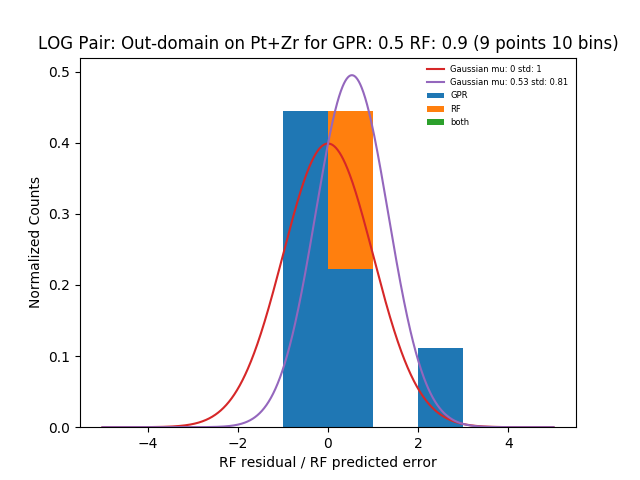 LOG Pair: Out-domain on Pt+Zr for GPR: 0.5 RF: 0.9 (9 points 10 bins)
Gaussian mu: 0 std: 1
Gaussian mu: 0.53 std: 0.81
GPR
RF
both
Normalized Counts
0.5
0.4
0.3
0.2
0.1
0.0
−4
−2
0
2
4
RF residual / RF predicted error